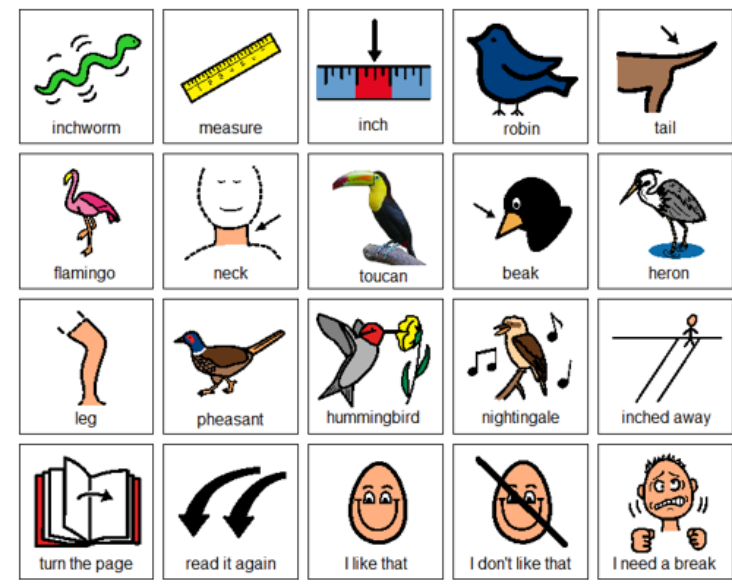 inchworm
measure
inch
robin
tail
flamingo
neck
toucan
beak
heron
leg
pheasant
hummingbird
nightingale
inched away
turn the page
read it again
I like that
I don't like that
I need a break